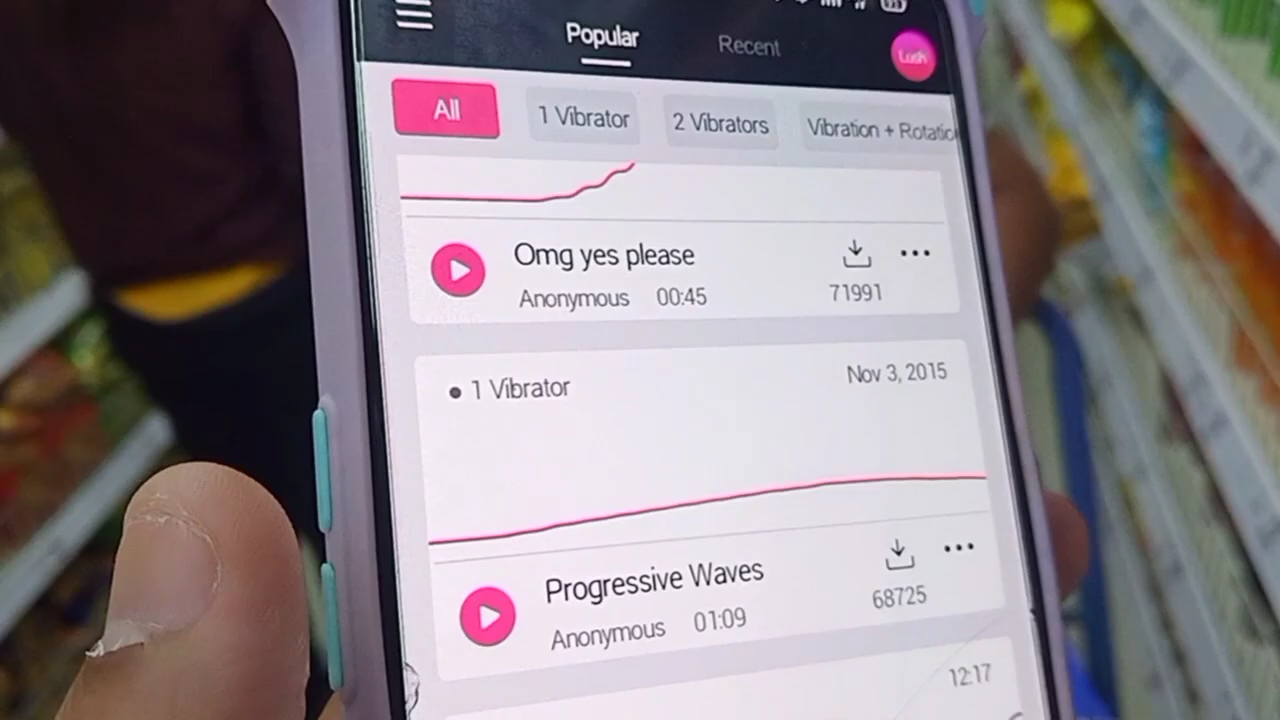 Popular
Recent
Lush
All
1 Vibrator
2 Vibrators
Vibration +
Omg yes please
Anonymous 00:45
71991
1 Vibrator
Nov 3, 2015
Progressive Waves
Anonymous 01:09
68725
12:17